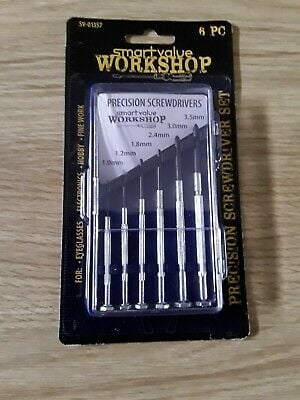 SV-01357
6 PC
smartvalue
WORKSHOP
PRECISION SCREWDRIVERS
smartvalue
WORKSHOP
3.5mm
3.0mm
2.4mm
1.8mm
1.2mm
1.0mm
FOR: • EYEGLASSES • ELECTRONICS • HOBBY • FINE WORK
PRECISION SCREWDRIVER SET